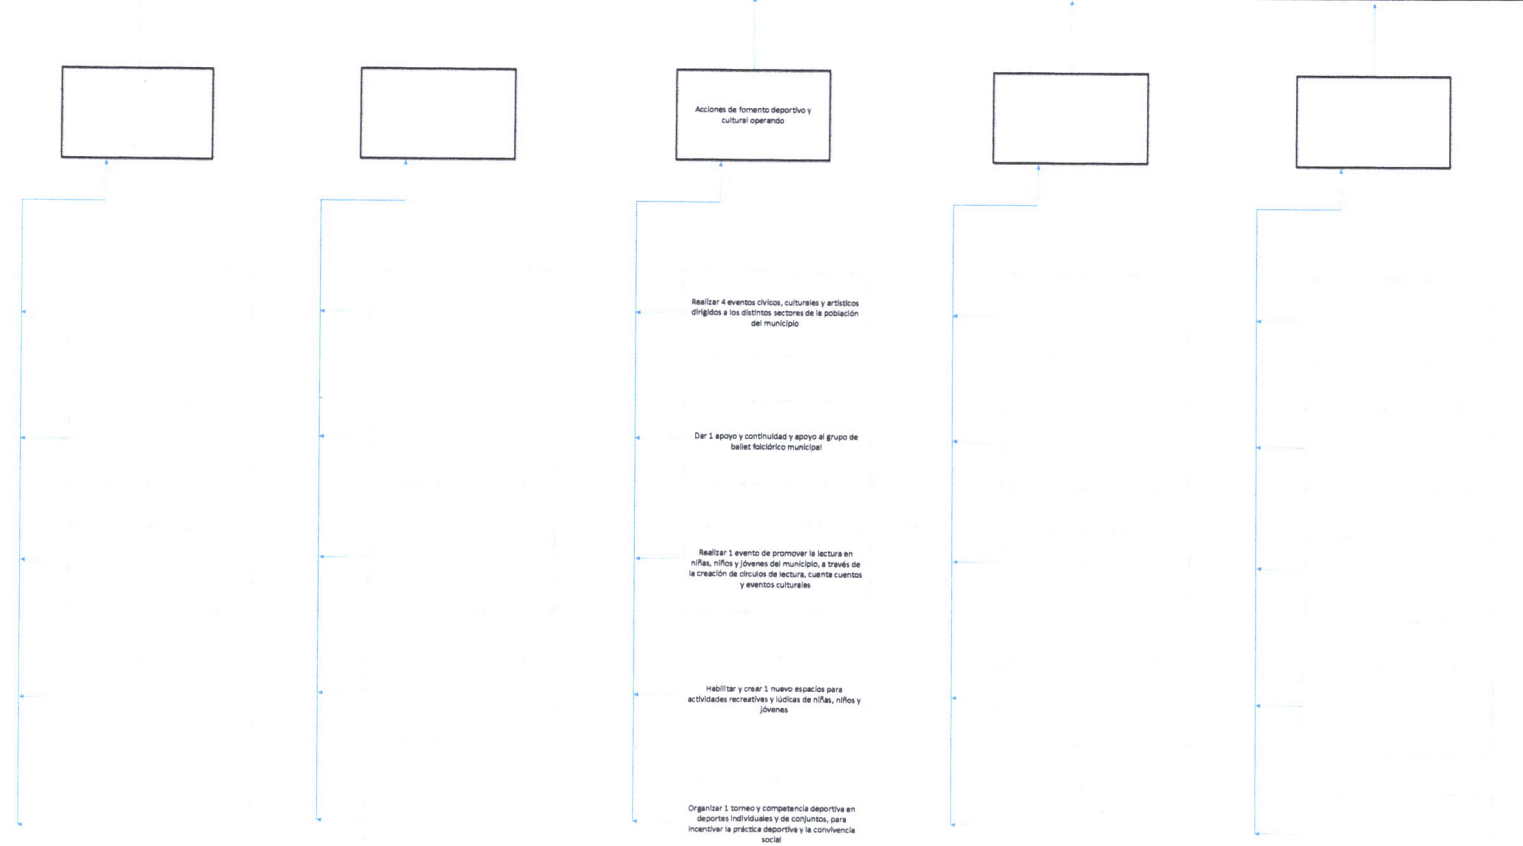 Acciones de fomento deportivo y
cultural operando
Realizar 4 eventos cívicos, culturales y artísticos
dirigidos a los distintos sectores de la población
del municipio
Dar 1 apoyo y continuidad y apoyo al grupo de
ballet folclórico municipal
Realizar 1 evento de promover la lectura en
niñas, niños y jóvenes del municipio, a través de
la creación de círculos de lectura, cuenta cuentos
y eventos culturales
Habilitar y crear 1 nuevo espacios para
actividades recreativas y lúdicas de niñas, niños y
jóvenes
Organizar 1 torneo y competencia deportiva en
deportes individuales y de conjuntos, para
incentivar la práctica deportiva y la convivencia
social